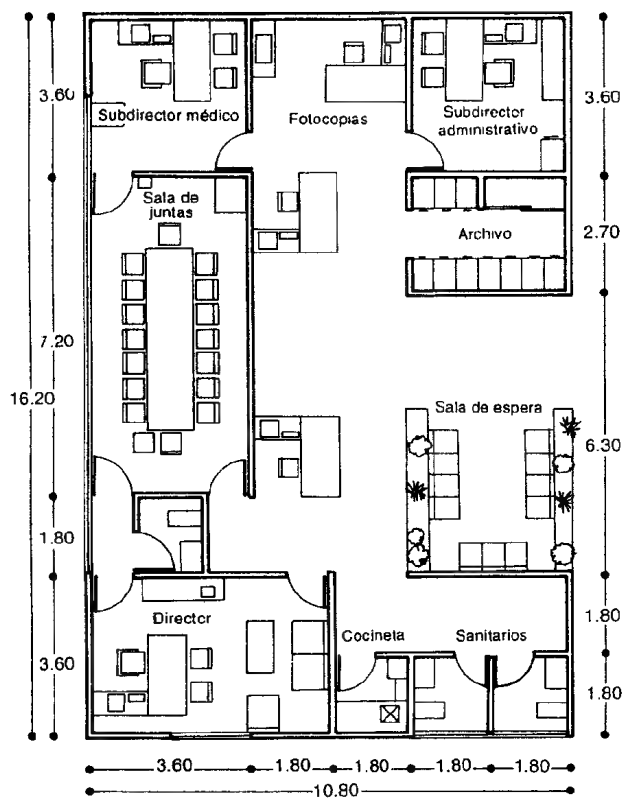 3.60
Subdirector médico
Fotocopias
Subdirector
administrativo
3.60
Sala de
juntas
Archivo
2.70
7.20
16.20
Sala de espera
6.30
1.80
Director
Cocineta
Sanitarios
1.80
3.60
1.80
3.60
1.80
1.80
1.80
1.80
10.80